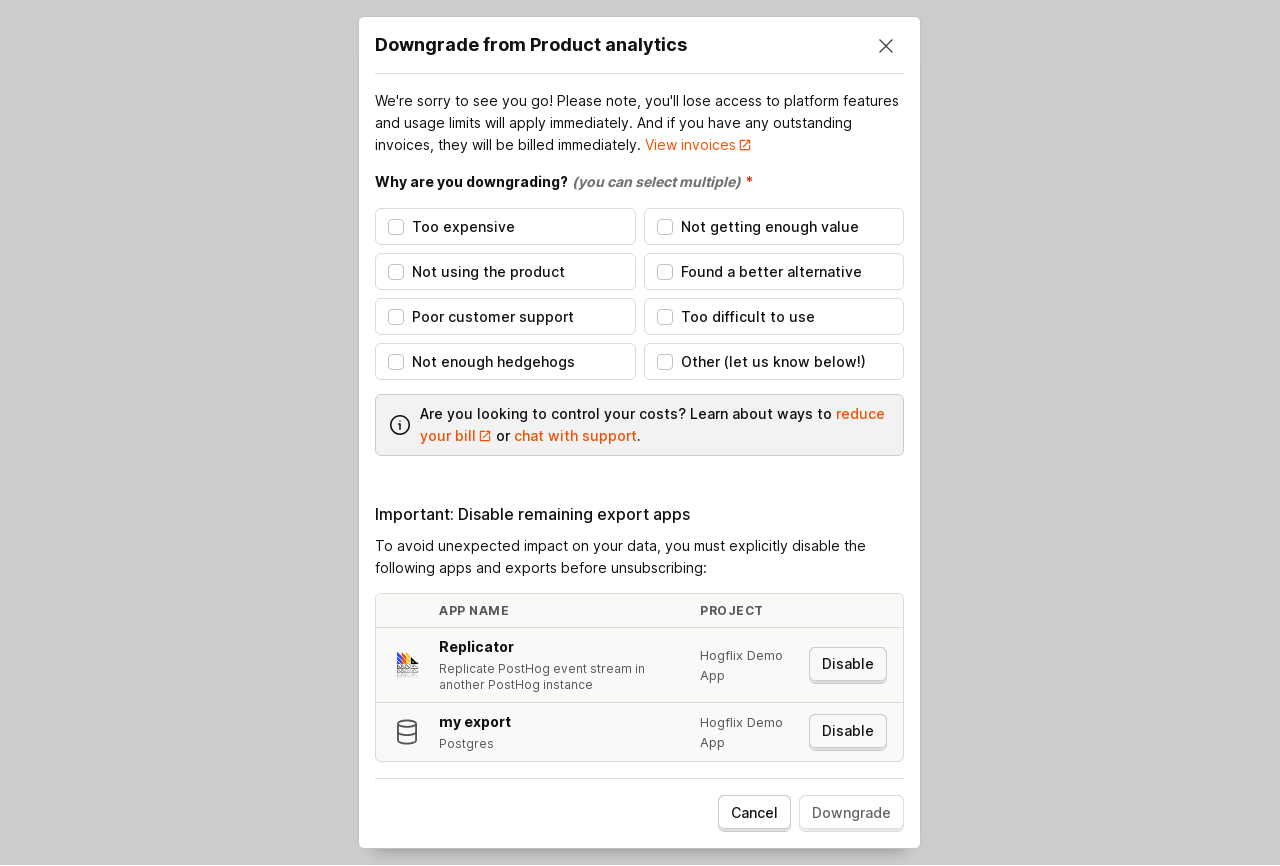 Downgrade from Product analytics
We're sorry to see you go! Please note, you'll lose access to platform features
and usage limits will apply immediately. And if you have any outstanding
invoices, they will be billed immediately. View invoices
Why are you downgrading? (you can select multiple) *
Too expensive
Not getting enough value
Not using the product
Found a better alternative
Poor customer support
Too difficult to use
Not enough hedgehogs
Other (let us know below!)
Are you looking to control your costs? Learn about ways to reduce
your bill or chat with support.
Important: Disable remaining export apps
To avoid unexpected impact on your data, you must explicitly disable the
following apps and exports before unsubscribing:
APP NAME
PROJECT
Replicator
Replicate PostHog event stream in
another PostHog instance
Hogflix Demo
App
Disable
my export
Postgres
Hogflix Demo
App
Disable
Cancel
Downgrade